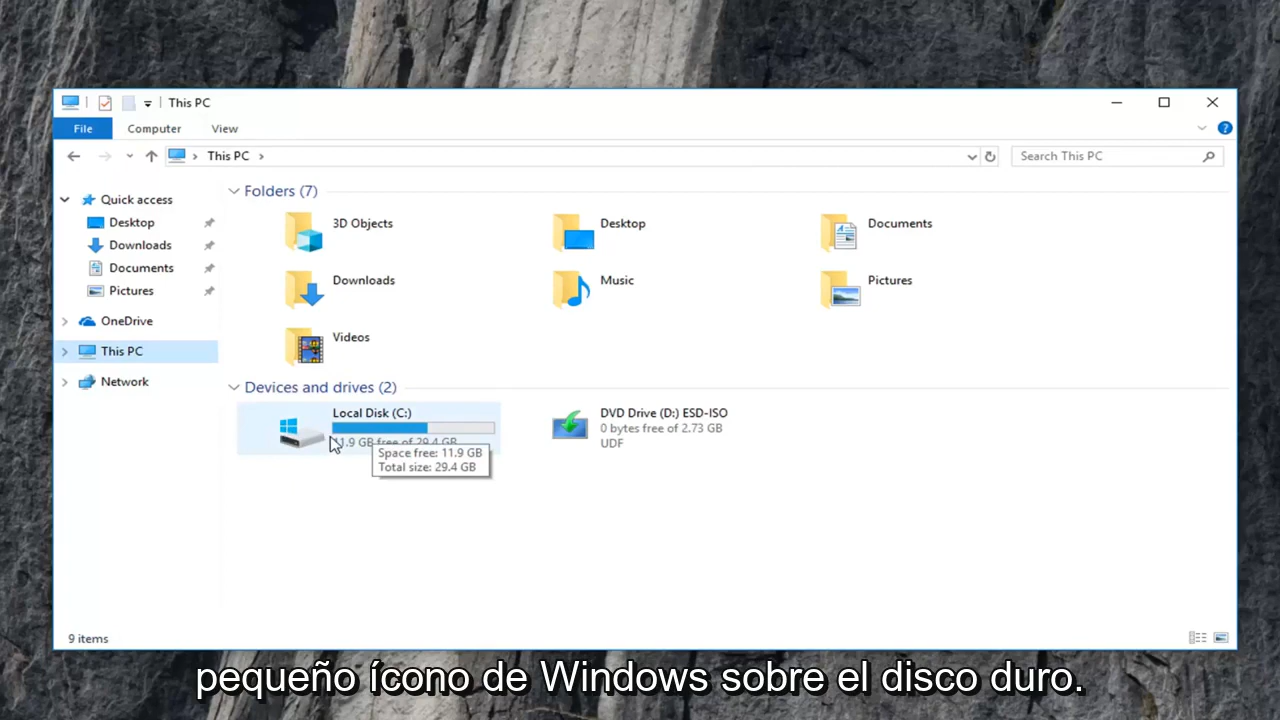 This PC
File
Computer
View
This PC
Search This PC
Quick access
Desktop
Downloads
Documents
Pictures
OneDrive
This PC
Network
Folders (7)
3D Objects
Desktop
Documents
Downloads
Music
Pictures
Videos
Devices and drives (2)
Local Disk (C:)
11.9 GB free of 29.4 GB
Space free: 11.9 GB
Total size: 29.4 GB
DVD Drive (D:) ESD-ISO
0 bytes free of 2.73 GB
UDF
9 items
pequeño ícono de Windows sobre el disco duro.